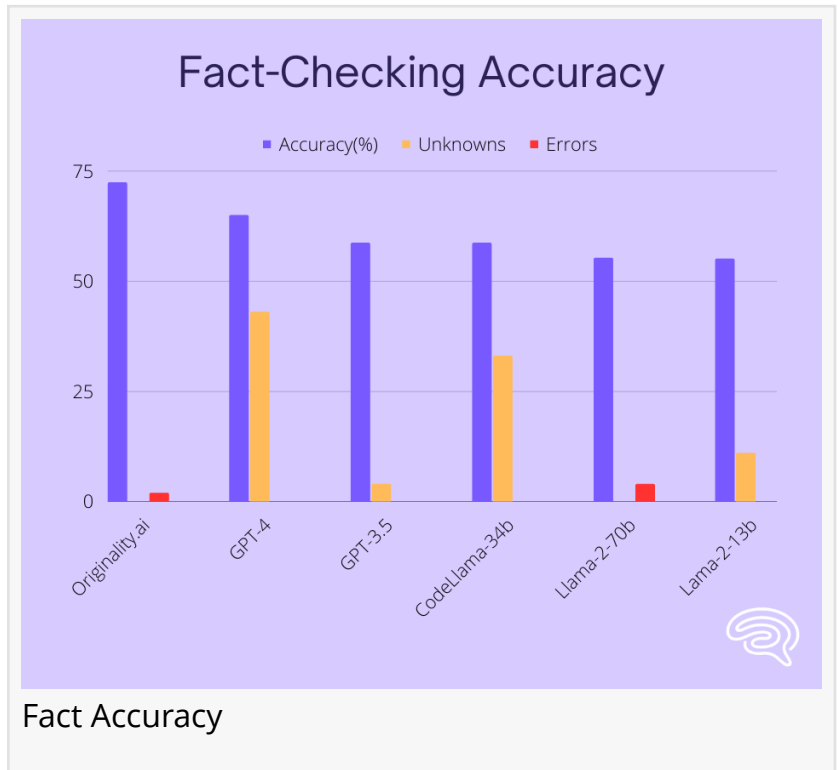 Fact-Checking Accuracy
Accuracy(%) Unknowns Errors
75
50
25
0
Originality.ai
GPT-4
GPT-3.5
CodeLlama-34b
Llama-2-70b
Lama-2-13b
Fact Accuracy